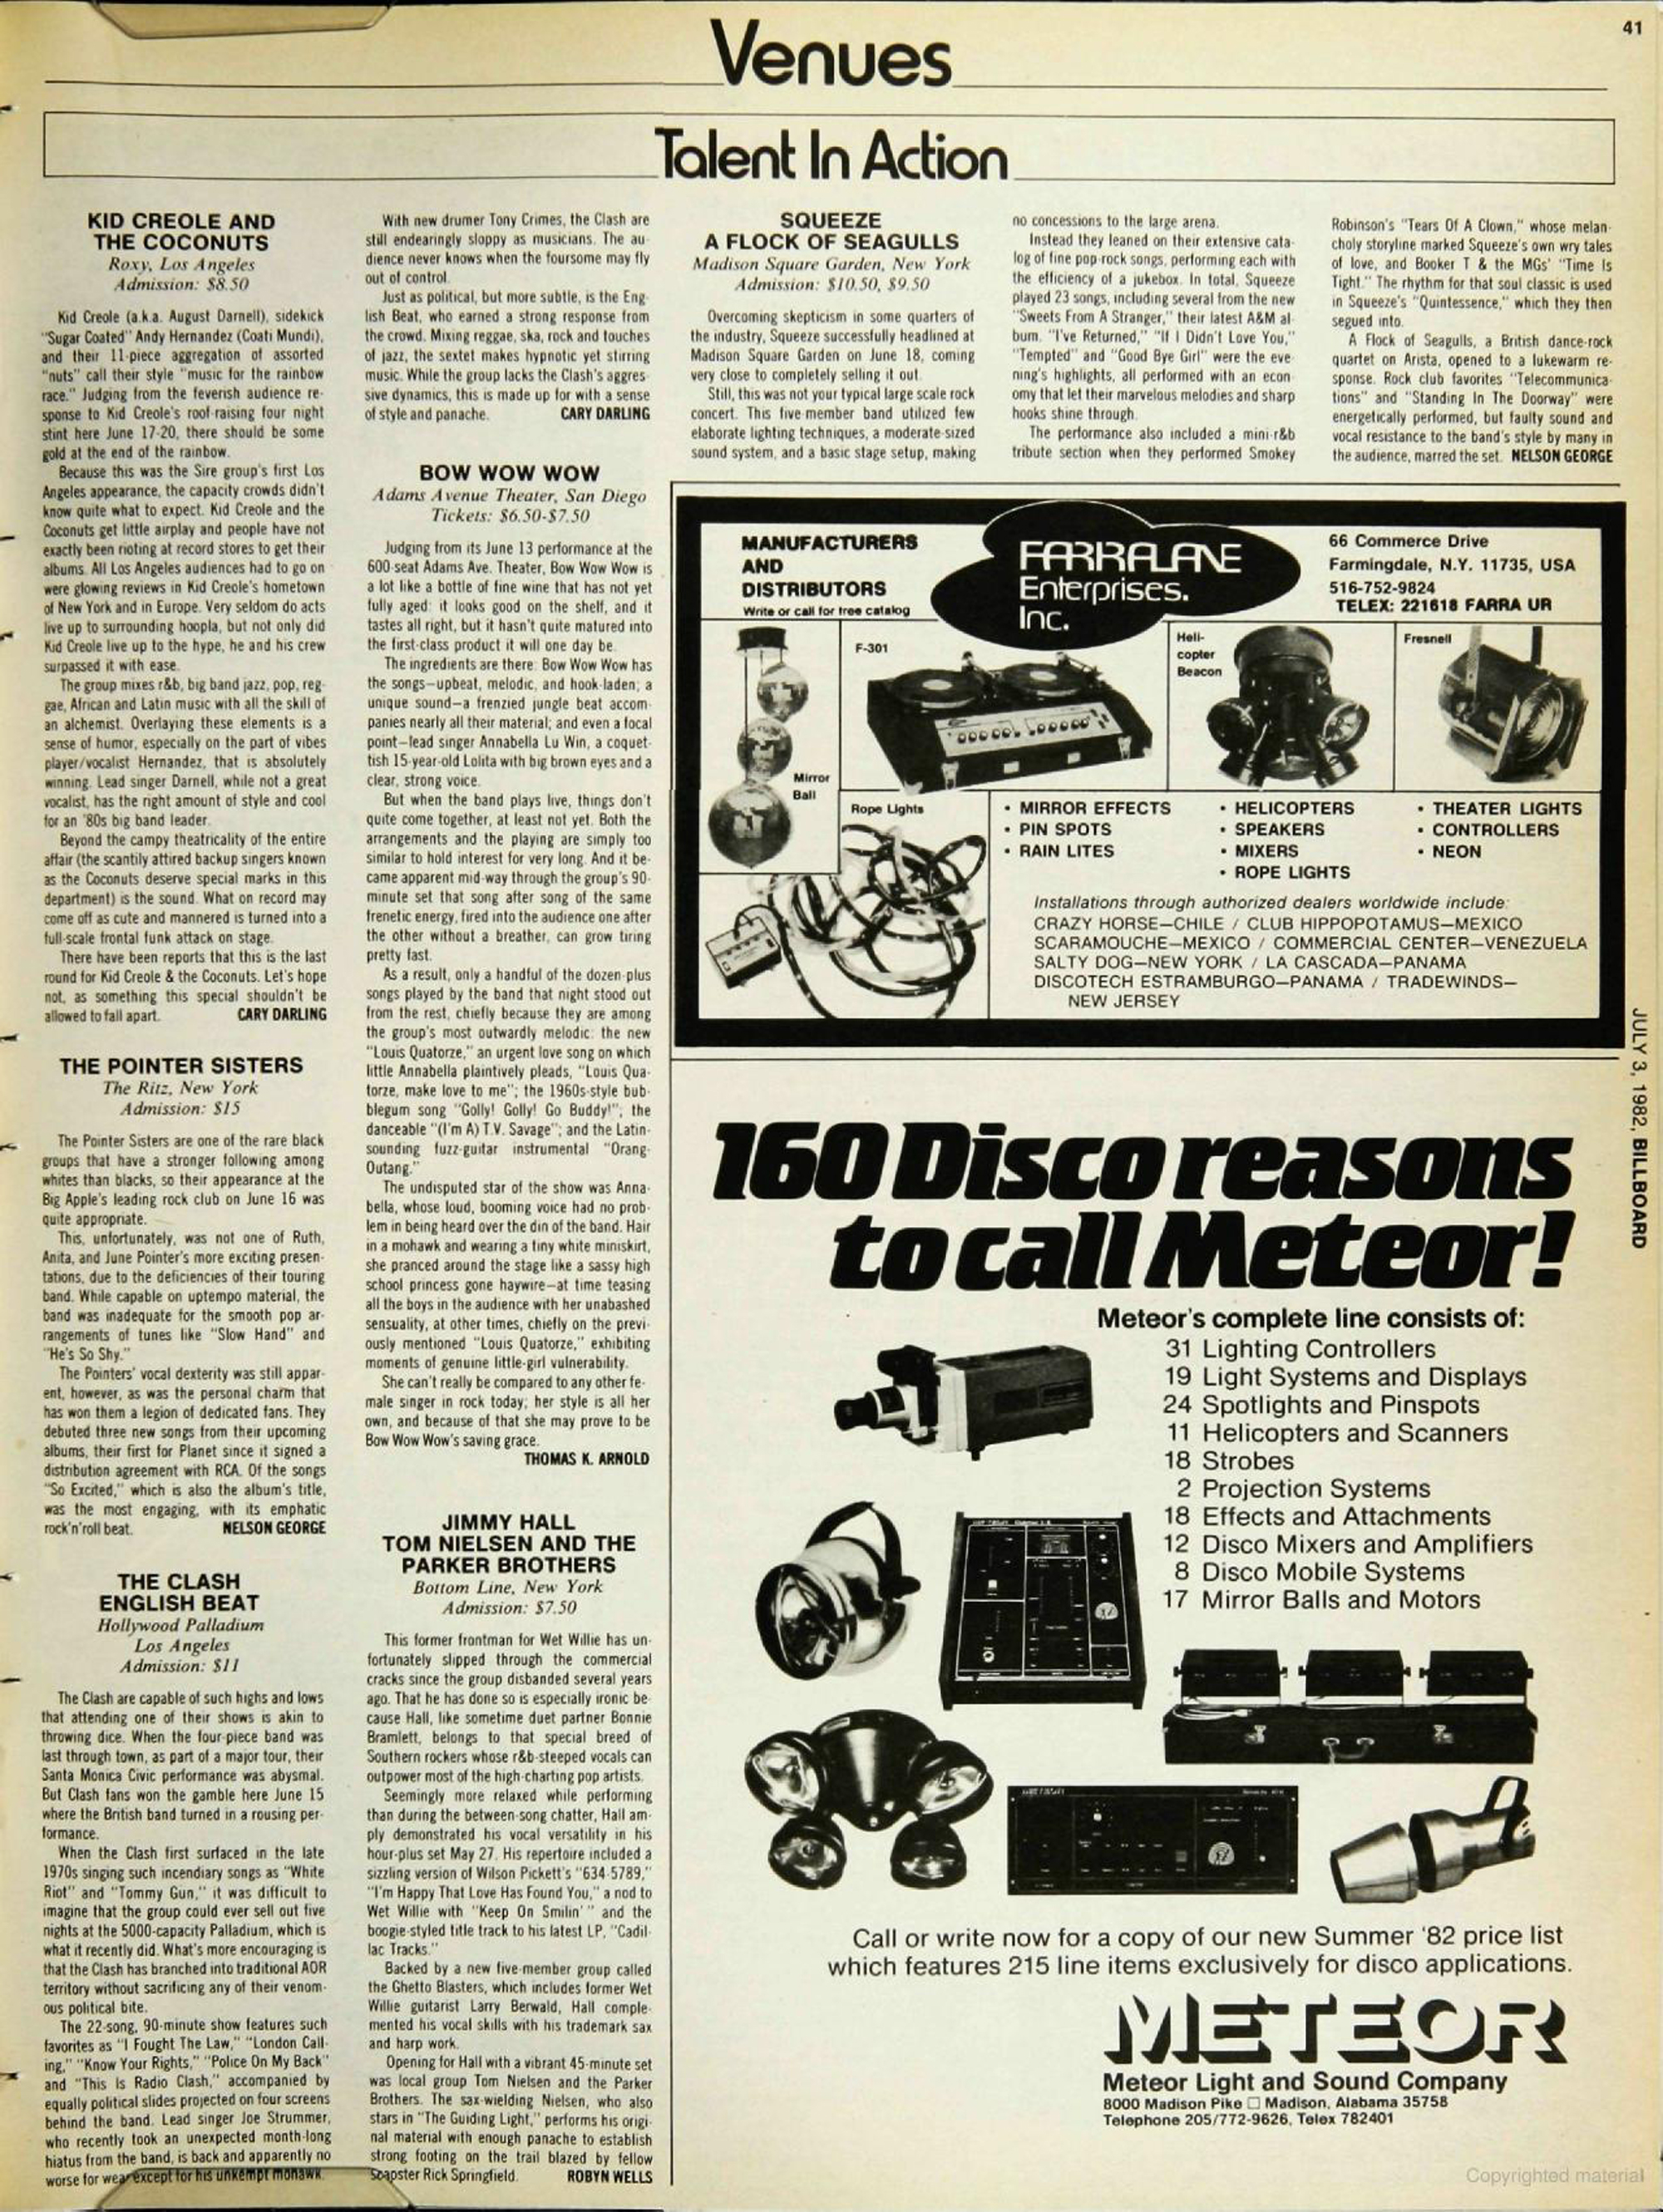 41
Venues
Talent In Action
KID CREOLE AND
THE COCONUTS
Roxy, Los Angeles
Admission: $8.50
Kid Creole (a.k.a. August Darnell), sidekick
"Sugar Coated" Andy Hernandez (Coati Mundi),
and their 11-piece aggregation of assorted
"nuts" call their style "music for the rainbow
race." Judging from the feverish audience re-
sponse to Kid Creole's roof-raising four night
stint here June 17-20, there should be some
gold at the end of the rainbow.
Because this was the Sire group's first Los
Angeles appearance, the capacity crowds didn't
know quite what to expect. Kid Creole and the
Coconuts get little airplay and people have not
exactly been rioting at record stores to get their
albums. All Los Angeles audiences had to go on
were glowing reviews in Kid Creole's hometown
of New York and in Europe. Very seldom do acts
live up to surrounding hoopla, but not only did
Kid Creole live up to the hype, he and his crew
surpassed it with ease.
The group mixes r&b, big band jazz, pop, reg-
gae, African and Latin music with all the skill of
an alchemist. Overlaying these elements is a
sense of humor, especially on the part of vibes
player/vocalist Hernandez, that is absolutely
winning. Lead singer Darnell, while not a great
vocalist, has the right amount of style and cool
for an '80s big band leader.
Beyond the campy theatricality of the entire
affair (the scantily attired backup singers known
as the Coconuts deserve special marks in this
department) is the sound. What on record may
come off as cute and mannered is turned into a
full-scale frontal funk attack on stage.
There have been reports that this is the last
round for Kid Creole & the Coconuts. Let's hope
not, as something this special shouldn't be
allowed to fall apart. CARY DARLING
THE POINTER SISTERS
The Ritz, New York
Admission: $15
The Pointer Sisters are one of the rare black
groups that have a stronger following among
whites than blacks, so their appearance at the
Big Apple's leading rock club on June 16 was
quite appropriate.
This, unfortunately, was not one of Ruth,
Anita, and June Pointer's more exciting presen-
tations, due to the deficiencies of their touring
band. While capable on uptempo material, the
band was inadequate for the smooth pop ar-
rangements of tunes like "Slow Hand" and
"He's So Shy."
The Pointers' vocal dexterity was still appar-
ent, however, as was the personal charm that
has won them a legion of dedicated fans. They
debuted three new songs from their upcoming
albums, their first for Planet since it signed a
distribution agreement with RCA. Of the songs
"So Excited," which is also the album's title,
was the most engaging, with its emphatic
rock'n'roll beat. NELSON GEORGE
THE CLASH
ENGLISH BEAT
Hollywood Palladium
Los Angeles
Admission: $11
The Clash are capable of such highs and lows
that attending one of their shows is akin to
throwing dice. When the four-piece band was
last through town, as part of a major tour, their
Santa Monica Civic performance was abysmal.
But Clash fans won the gamble here June 15
where the British band turned in a rousing per-
formance.
When the Clash first surfaced in the late
1970s singing such incendiary songs as "White
Riot" and "Tommy Gun," it was difficult to
imagine that the group could ever sell out five
nights at the 5000-capacity Palladium, which is
what it recently did. What's more encouraging is
that the Clash has branched into traditional AOR
territory without sacrificing any of their venom-
ous political bite.
The 22-song, 90-minute show features such
favorites as "I Fought The Law," "London Call-
ing," "Know Your Rights," "Police On My Back"
and "This Is Radio Clash," accompanied by
equally political slides projected on four screens
behind the band. Lead singer Joe Strummer,
who recently took an unexpected month-long
hiatus from the band, is back and apparently no
worse for wear except for his unkempt mohawk.
With new drumer Tony Crimes, the Clash are
still endearingly sloppy as musicians. The au-
dience never knows when the foursome may fly
out of control.
Just as political, but more subtle, is the Eng-
lish Beat, who earned a strong response from
the crowd. Mixing reggae, ska, rock and touches
of jazz, the sextet makes hypnotic yet stirring
music. While the group lacks the Clash's aggres-
sive dynamics, this is made up for with a sense
of style and panache. CARY DARLING
BOW WOW WOW
Adams Avenue Theater, San Diego
Tickets: $6.50-$7.50
Judging from its June 13 performance at the
600-seat Adams Ave. Theater, Bow Wow Wow is
a lot like a bottle of fine wine that has not yet
fully aged: it looks good on the shelf, and it
tastes all right, but it hasn't quite matured into
the first-class product it will one day be.
The ingredients are there: Bow Wow Wow has
the songs—upbeat, melodic, and hook-laden; a
unique sound—a frenzied jungle beat accom-
panies nearly all their material; and even a focal
point—lead singer Annabella Lu Win, a coquet-
tish 15-year-old Lolita with big brown eyes and a
clear, strong voice.
But when the band plays live, things don't
quite come together, at least not yet. Both the
arrangements and the playing are simply too
similar to hold interest for very long. And it be-
came apparent mid-way through the group's 90-
minute set that song after song of the same
frenetic energy, fired into the audience one after
the other without a breather, can grow tiring
pretty fast.
As a result, only a handful of the dozen-plus
songs played by the band that night stood out
from the rest, chiefly because they are among
the group's most outwardly melodic: the new
"Louis Quatorze," an urgent love song on which
little Annabella plaintively pleads, "Louis Qua-
torze, make love to me"; the 1960s-style bub-
blegum song "Golly! Golly! Go Buddy!"; the
danceable "(I'm A) T.V. Savage"; and the Latin-
sounding fuzz-guitar instrumental "Orang-
Outang."
The undisputed star of the show was Anna-
bella, whose loud, booming voice had no prob-
lem in being heard over the din of the band. Hair
in a mohawk and wearing a tiny white miniskirt,
she pranced around the stage like a sassy high
school princess gone haywire—at time teasing
all the boys in the audience with her unabashed
sensuality, at other times, chiefly on the previ-
ously mentioned "Louis Quatorze," exhibiting
moments of genuine little-girl vulnerability.
She can't really be compared to any other fe-
male singer in rock today; her style is all her
own, and because of that she may prove to be
Bow Wow Wow's saving grace.
THOMAS K. ARNOLD
JIMMY HALL
TOM NIELSEN AND THE
PARKER BROTHERS
Bottom Line, New York
Admission: $7.50
This former frontman for Wet Willie has un-
fortunately slipped through the commercial
cracks since the group disbanded several years
ago. That he has done so is especially ironic be-
cause Hall, like sometime duet partner Bonnie
Bramlett, belongs to that special breed of
Southern rockers whose r&b-steeped vocals can
outpower most of the high-charting pop artists.
Seemingly more relaxed while performing
than during the between-song chatter, Hall am-
ply demonstrated his vocal versatility in his
hour-plus set May 27. His repertoire included a
sizzling version of Wilson Pickett's "634-5789,"
"I'm Happy That Love Has Found You," a nod to
Wet Willie with "Keep On Smilin'" and the
boogie-styled title track to his latest LP, "Cadil-
lac Tracks."
Backed by a new five-member group called
the Ghetto Blasters, which includes former Wet
Willie guitarist Larry Berwald, Hall comple-
mented his vocal skills with his trademark sax
and harp work.
Opening for Hall with a vibrant 45-minute set
was local group Tom Nielsen and the Parker
Brothers. The sax-wielding Nielsen, who also
stars in "The Guiding Light," performs his origi-
nal material with enough panache to establish
strong footing on the trail blazed by fellow
soapster Rick Springfield. ROBYN WELLS
SQUEEZE
A FLOCK OF SEAGULLS
Madison Square Garden, New York
Admission: $10.50, $9.50
Overcoming skepticism in some quarters of
the industry, Squeeze successfully headlined at
Madison Square Garden on June 18, coming
very close to completely selling it out.
Still, this was not your typical large scale rock
concert. This five-member band utilized few
elaborate lighting techniques, a moderate-sized
sound system, and a basic stage setup, making
no concessions to the large arena.
Instead they leaned on their extensive cata-
log of fine pop-rock songs, performing each with
the efficiency of a jukebox. In total, Squeeze
played 23 songs, including several from the new
"Sweets From A Stranger," their latest A&M al-
bum. "I've Returned," "If I Didn't Love You,"
"Tempted" and "Good Bye Girl" were the eve-
ning's highlights, all performed with an econ-
omy that let their marvelous melodies and sharp
hooks shine through.
The performance also included a mini-r&b
tribute section when they performed Smokey
Robinson's "Tears Of A Clown," whose melan-
choly storyline marked Squeeze's own wry tales
of love, and Booker T & the MGs' "Time Is
Tight." The rhythm for that soul classic is used
in Squeeze's "Quintessence," which they then
segued into.
A Flock of Seagulls, a British dance-rock
quartet on Arista, opened to a lukewarm re-
sponse. Rock club favorites "Telecommunica-
tions" and "Standing In The Doorway" were
energetically performed, but faulty sound and
vocal resistance to the band's style by many in
the audience, marred the set. NELSON GEORGE
MANUFACTURERS
AND
DISTRIBUTORS
Write or call for free catalog
FARRALANE
Enterprises.
Inc.
66 Commerce Drive
Farmingdale, N.Y. 11735, USA
516-752-9824
TELEX: 221618 FARRA UR
Mirror
Ball
F-301
Heli-
copter
Beacon
Fresnell
Rope Lights
• MIRROR EFFECTS
• PIN SPOTS
• RAIN LITES
• HELICOPTERS
• SPEAKERS
• MIXERS
• ROPE LIGHTS
• THEATER LIGHTS
• CONTROLLERS
• NEON
Installations through authorized dealers worldwide include:
CRAZY HORSE—CHILE / CLUB HIPPOPOTAMUS—MEXICO
SCARAMOUCHE—MEXICO / COMMERCIAL CENTER—VENEZUELA
SALTY DOG—NEW YORK / LA CASCADA—PANAMA
DISCOTECH ESTRAMBURGO—PANAMA / TRADEWINDS—
NEW JERSEY
JULY 3, 1982, BILLBOARD
160 Disco reasons
to call Meteor!
Meteor's complete line consists of:
31 Lighting Controllers
19 Light Systems and Displays
24 Spotlights and Pinspots
11 Helicopters and Scanners
18 Strobes
2 Projection Systems
18 Effects and Attachments
12 Disco Mixers and Amplifiers
8 Disco Mobile Systems
17 Mirror Balls and Motors
Call or write now for a copy of our new Summer '82 price list
which features 215 line items exclusively for disco applications.
METEOR
Meteor Light and Sound Company
8000 Madison Pike □ Madison, Alabama 35758
Telephone 205/772-9626, Telex 782401
Copyrighted material